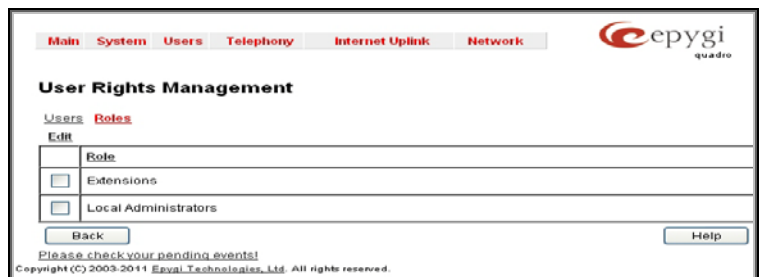 Main System Users Telephony Internet Uplink Network
epygi
quadro
User Rights Management
Users Roles
Edit
Role
Extensions
Local Administrators
Back Help
Please check your pending events!
Copyright (C) 2003-2011 Epygi Technologies, Ltd. All rights reserved.